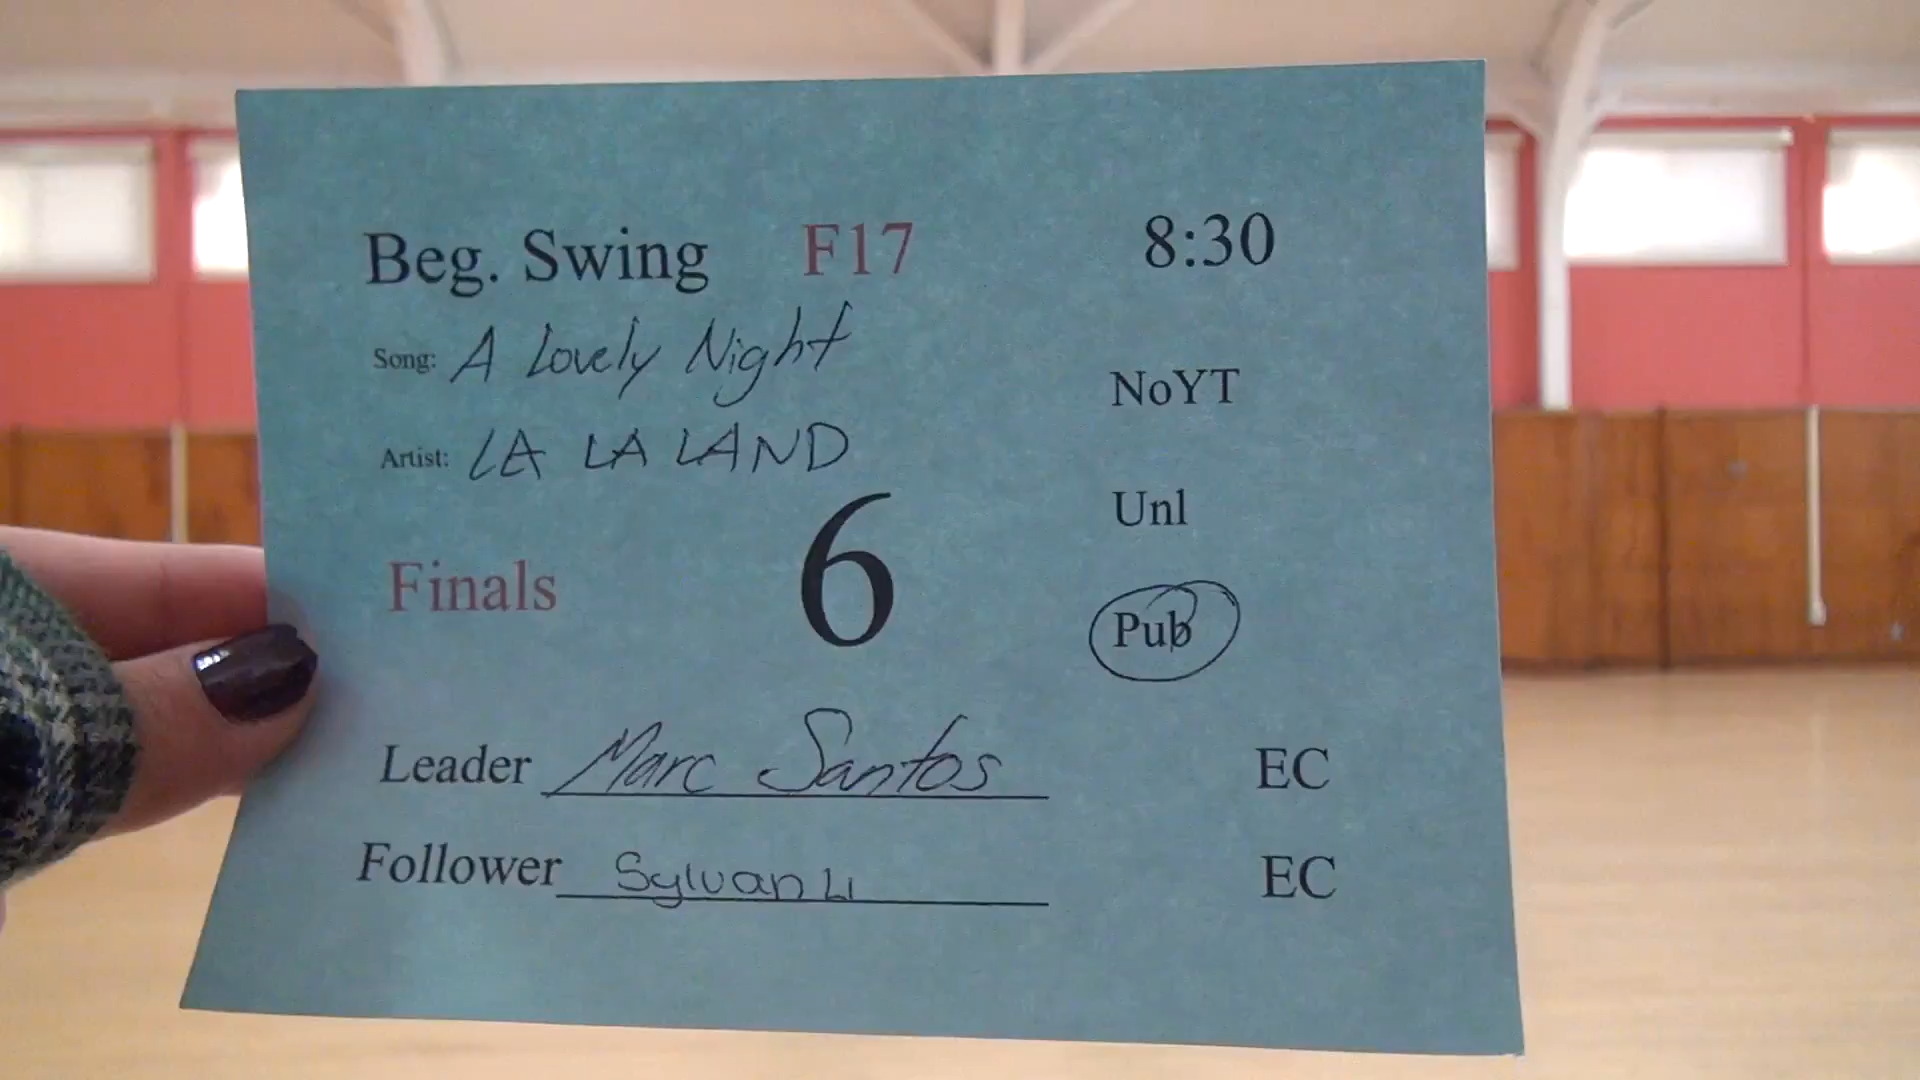 Beg. Swing F17 8:30
Song: A Lovely Night
NoYT
Artist: LA LA LAND
Unl
Finals 6
Pub
Leader Marc Santos EC
Follower Sylvan Li EC